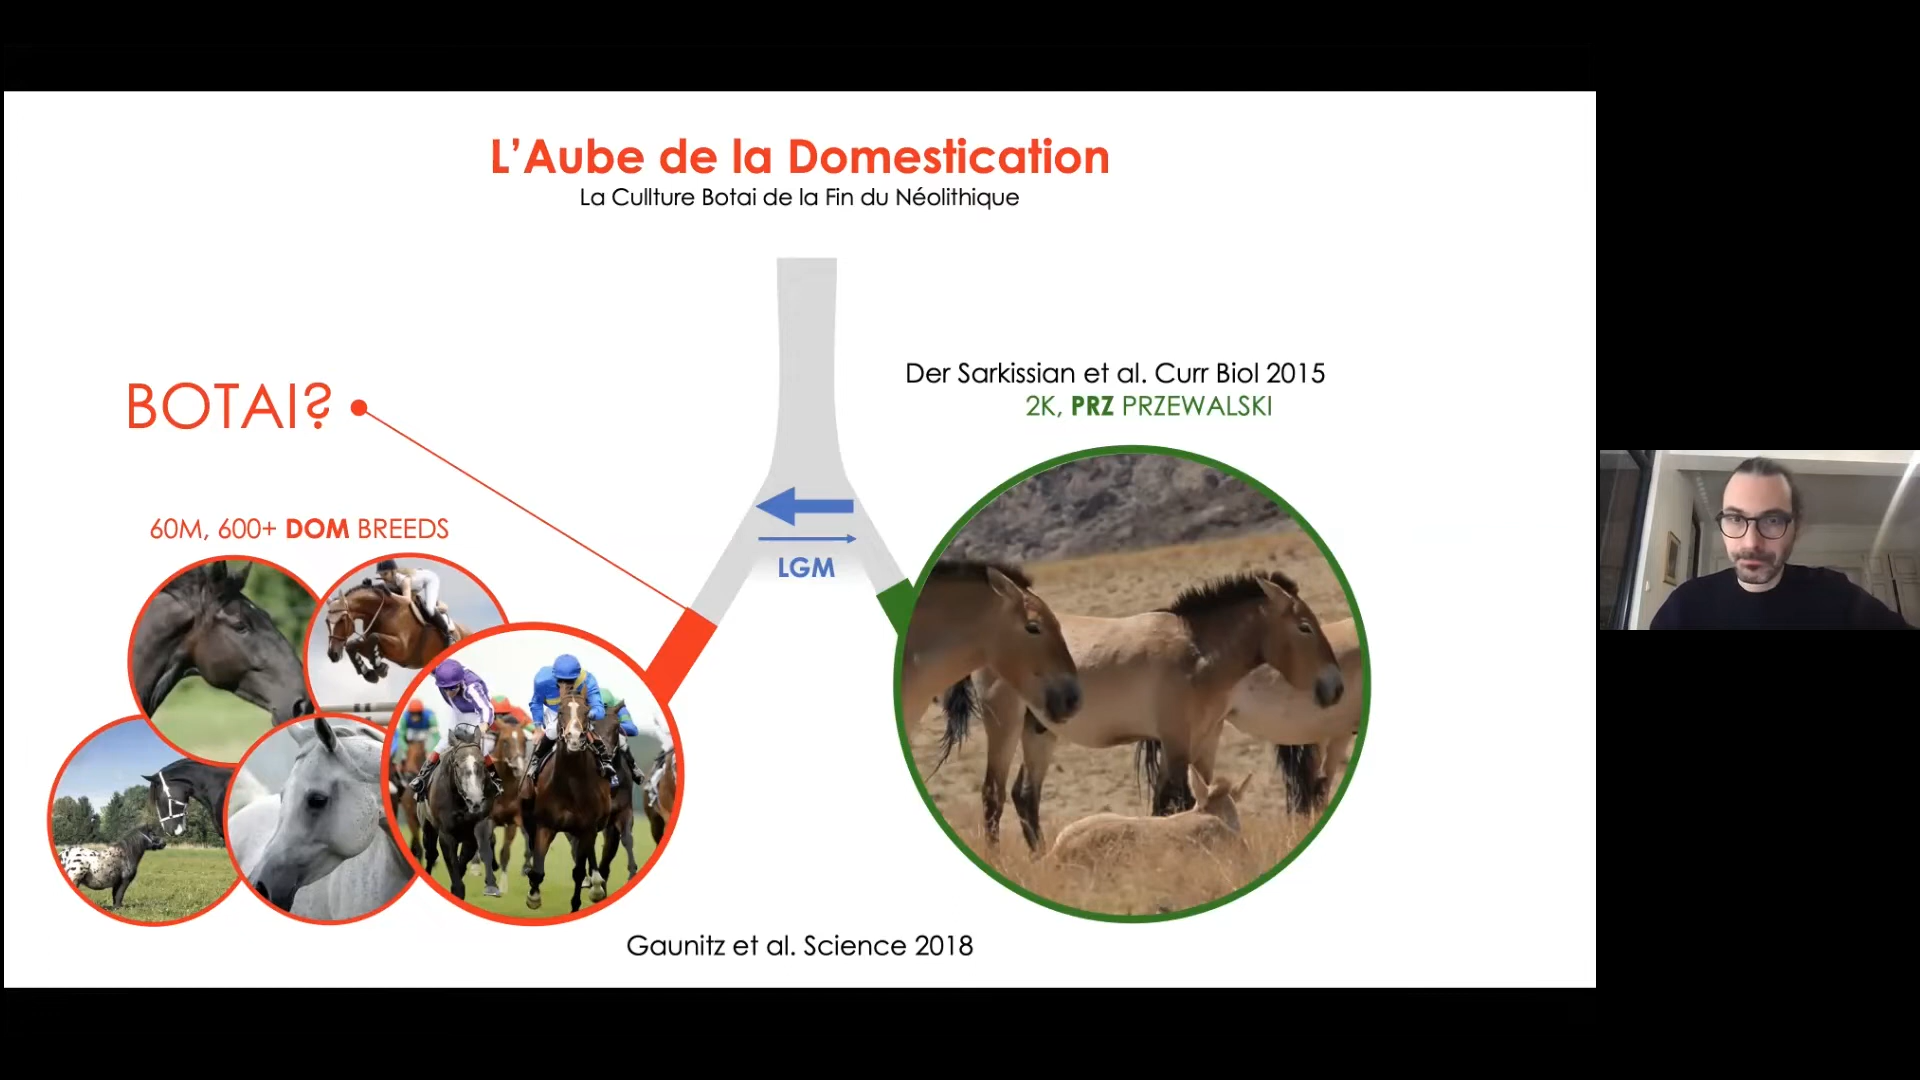 L'Aube de la Domestication
La Cullture Botai de la Fin du Néolithique
BOTAI?
Der Sarkissian et al. Curr Biol 2015
2K, PRZ PRZEWALSKI
60M, 600+ DOM BREEDS
LGM
Gaunitz et al. Science 2018